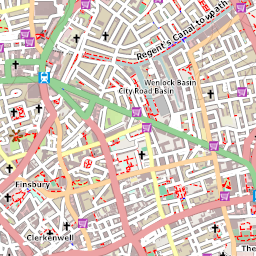 Regent's Canal towpath
Wenlock Basin
City Road Basin
Finsbury
Clerkenwell
The